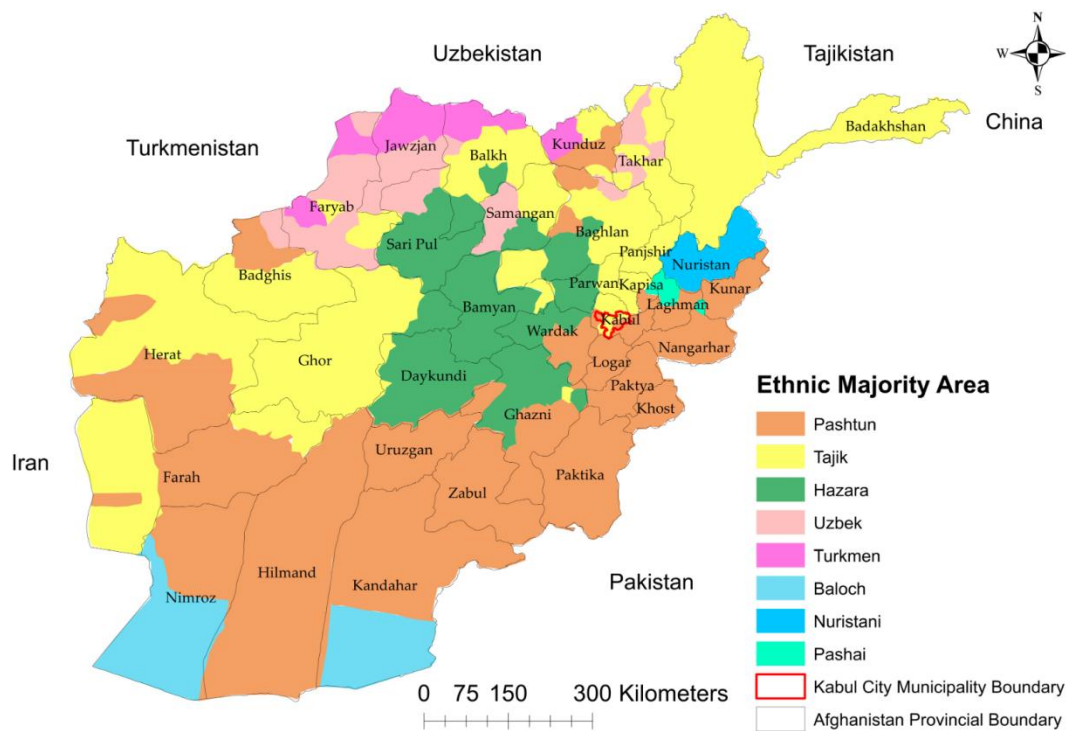 N
W
E
S
Uzbekistan
Tajikistan
China
Turkmenistan
Iran
Pakistan
Badakhshan
Jawzjan
Balkh
Kunduz
Takhar
Faryab
Samangan
Sari Pul
Baghlan
Panjshir
Nuristan
Badghis
Parwan
Kapisa
Kunar
Bamyan
Laghman
Kabul
Wardak
Nangarhar
Herat
Ghor
Logar
Daykundi
Paktya
Ghazni
Khost
Uruzgan
Farah
Zabul
Paktika
Hilmand
Kandahar
Nimroz
Ethnic Majority Area
Pashtun
Tajik
Hazara
Uzbek
Turkmen
Baloch
Nuristani
Pashai
Kabul City Municipality Boundary
Afghanistan Provincial Boundary
0 75 150 300 Kilometers